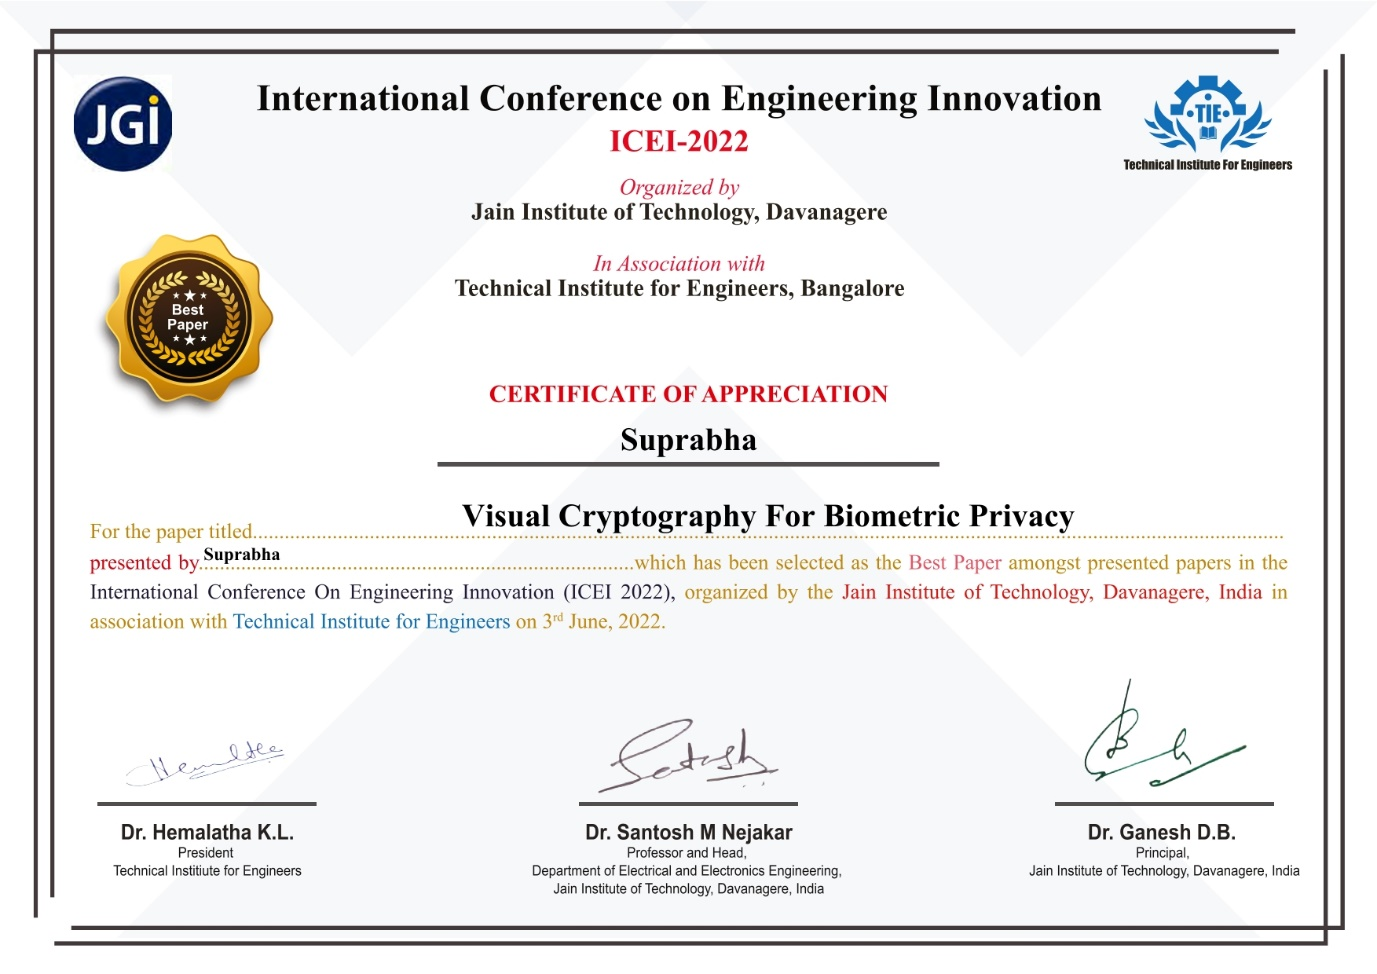 JGi
International Conference on Engineering Innovation
ICEI-2022
TIE
Technical Institute For Engineers
Organized by
Jain Institute of Technology, Davanagere
In Association with
Technical Institute for Engineers, Bangalore
Best
Paper
CERTIFICATE OF APPRECIATION
Suprabha
For the paper titled Visual Cryptography For Biometric Privacy
presented by Suprabha which has been selected as the Best Paper amongst presented papers in the
International Conference On Engineering Innovation (ICEI 2022), organized by the Jain Institute of Technology, Davanagere, India in
association with Technical Institute for Engineers on 3rd June, 2022.
Hemalatha
Santosh
Dr. Hemalatha K.L.
President
Technical Instiitute for Engineers
Dr. Santosh M Nejakar
Professor and Head,
Department of Electrical and Electronics Engineering,
Jain Institute of Technology, Davanagere, India
Dr. Ganesh D.B.
Principal,
Jain Institute of Technology, Davanagere, India